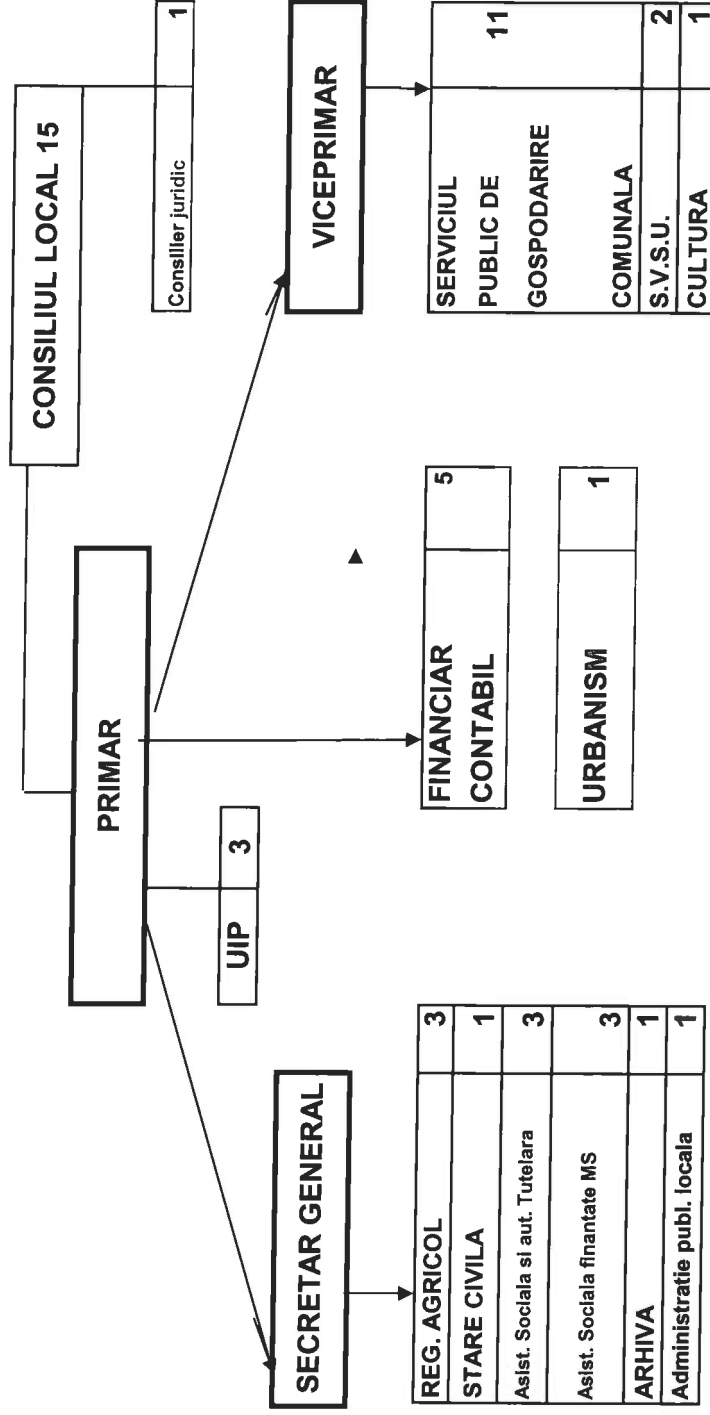 CONSILIUL LOCAL 15
Consilier juridic 1
PRIMAR
UIP 3
SECRETAR GENERAL
VICEPRIMAR
REG. AGRICOL 3
STARE CIVILA 1
Asist. Sociala si aut. Tutelara 3
Asist. Sociala finantate MS 3
ARHIVA 1
Administratie publ. locala 1
FINANCIAR 5
CONTABIL
URBANISM 1
SERVICIUL
PUBLIC DE 11
GOSPODARIRE
COMUNALA
S.V.S.U. 2
CULTURA 1